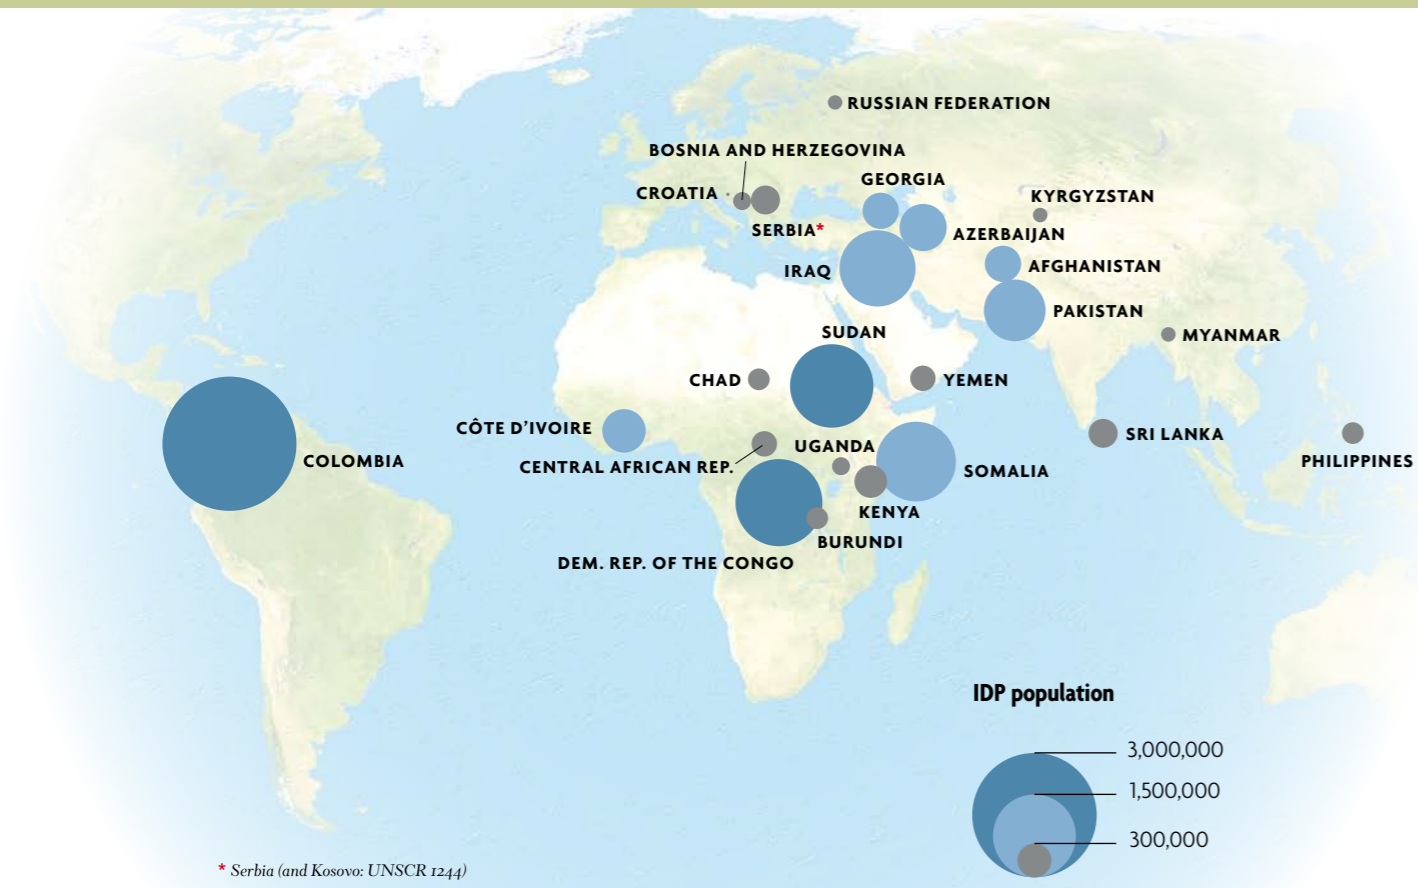 RUSSIAN FEDERATION
BOSNIA AND HERZEGOVINA
GEORGIA
CROATIA
KYRGYZSTAN
SERBIA*
AZERBAIJAN
IRAQ
AFGHANISTAN
PAKISTAN
SUDAN
MYANMAR
CHAD
YEMEN
CÔTE D'IVOIRE
SRI LANKA
UGANDA
COLOMBIA
PHILIPPINES
CENTRAL AFRICAN REP.
SOMALIA
KENYA
BURUNDI
DEM. REP. OF THE CONGO
IDP population
3,000,000
1,500,000
300,000
* Serbia (and Kosovo: UNSCR 1244)